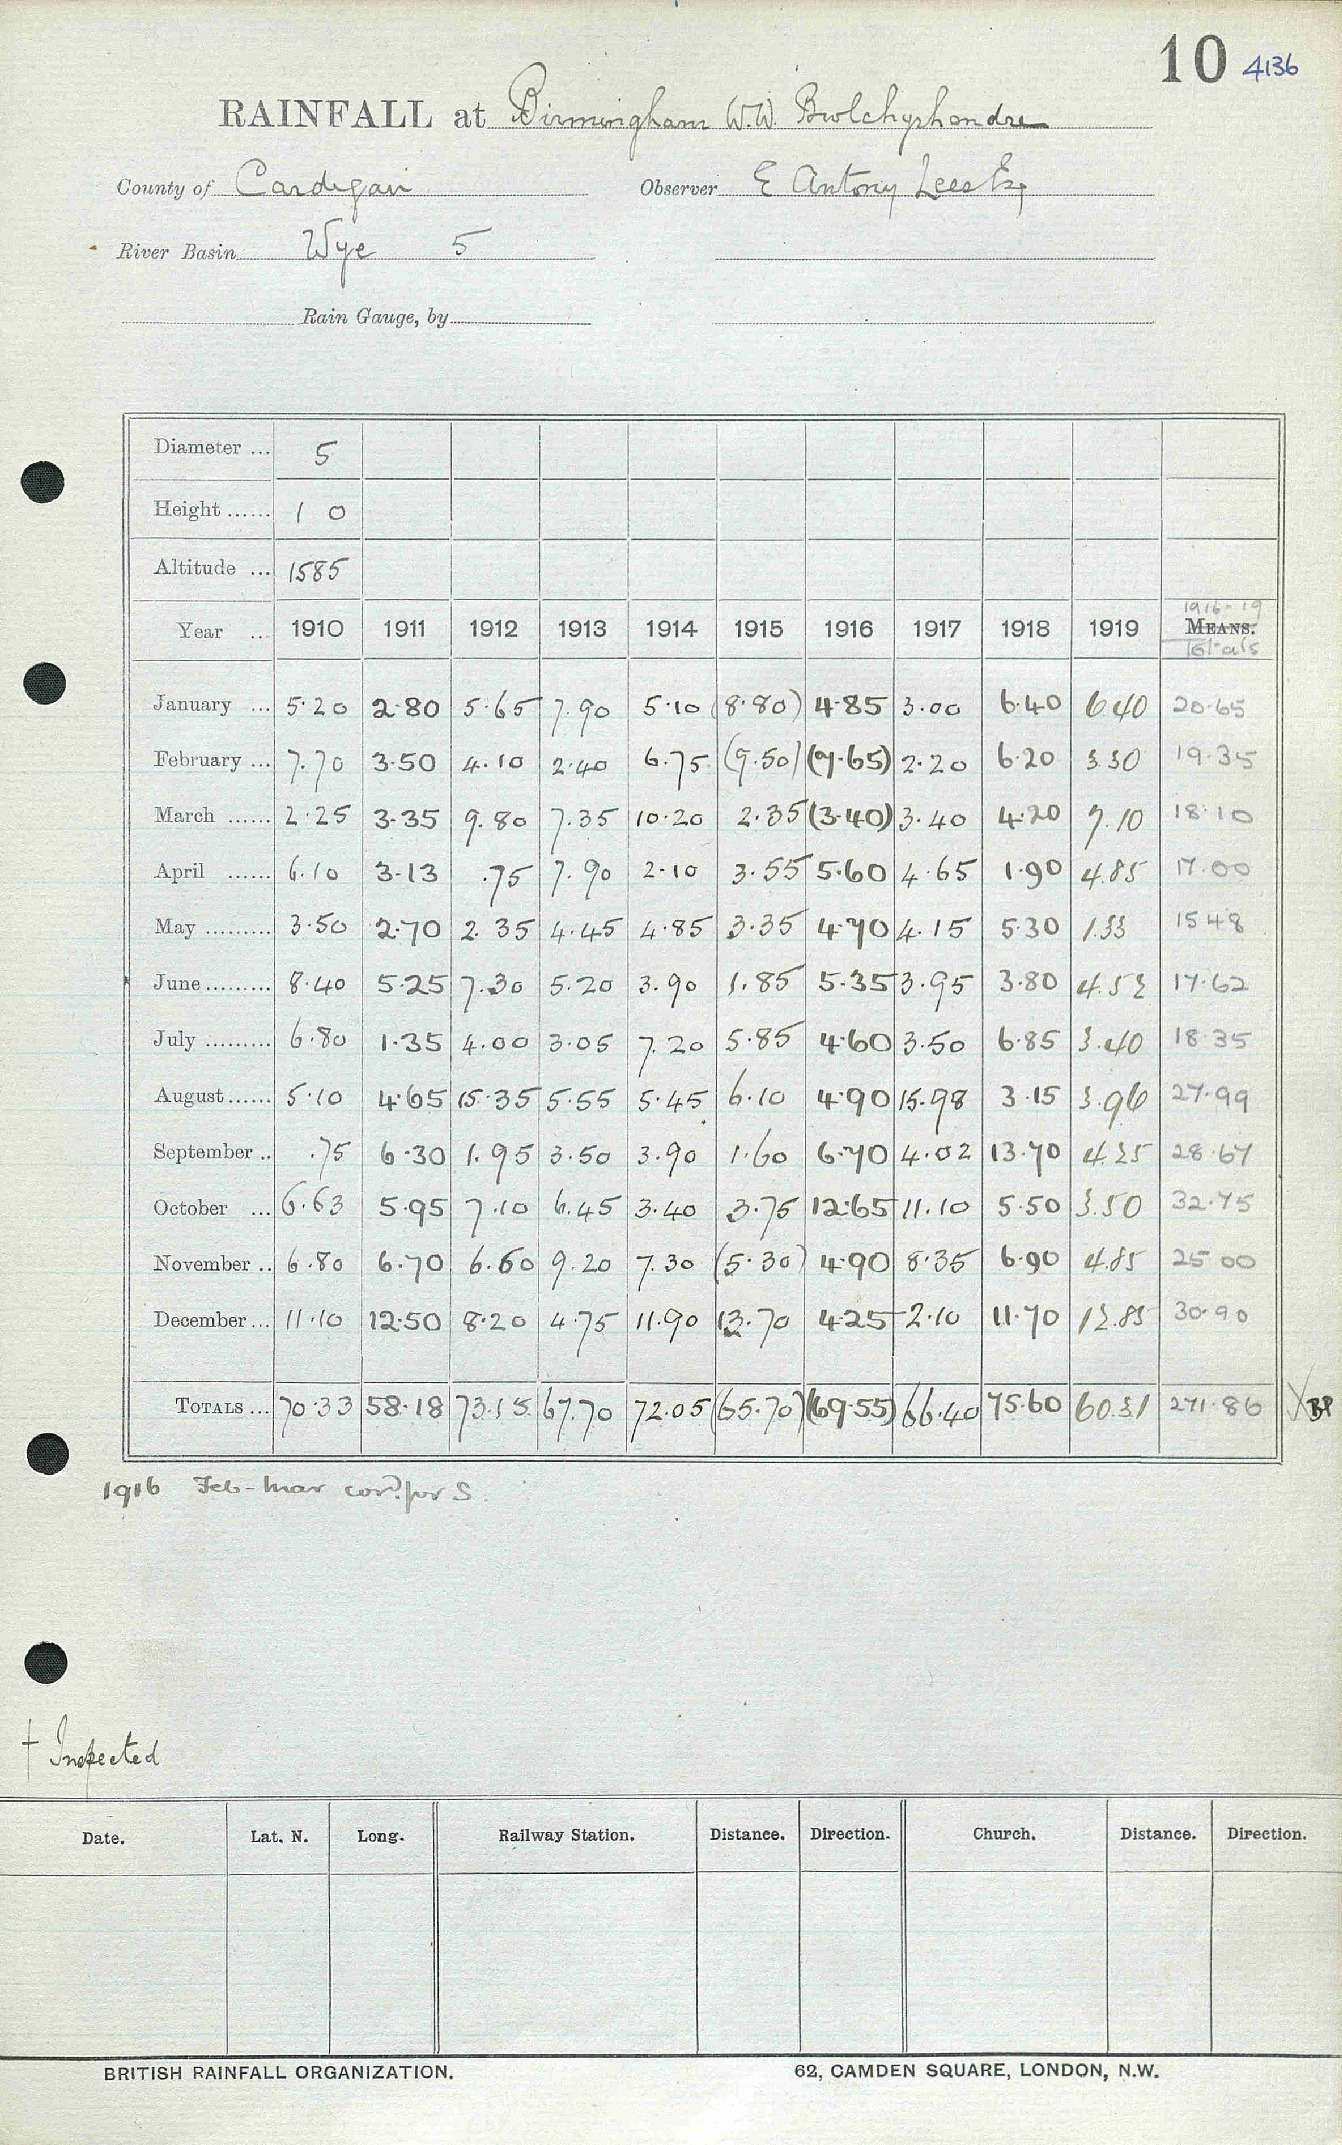 10 4136
RAINFALL at Birmingham W.W. Bwlchyshendre
County of Cardigan Observer E Antony Lees Esq
River Basin Wye 5
Rain Gauge, by
Diameter ... 5
Height ...... 1 0
Altitude ... 1585
1916-19
Year ... 1910 1911 1912 1913 1914 1915 1916 1917 1918 1919 MEANS.
Totals
January ... 5.20 2.80 5.65 7.90 5.10 (8.80) 4.85 3.00 6.40 6.40 20.65
February ... 7.70 3.50 4.10 2.40 6.75 (9.50) (7.65) 2.20 6.20 3.30 19.35
March ...... 2.25 3.35 9.80 7.35 10.20 2.35 (3.40) 3.40 4.20 7.10 18.10
April ...... 6.10 3.13 .75 7.90 2.10 3.55 5.60 4.65 1.90 4.85 17.00
May ......... 3.50 2.70 2.35 4.45 4.85 3.35 4.70 4.15 5.30 1.33 15.48
June ......... 8.40 5.25 7.30 5.20 3.90 1.85 5.35 3.95 3.80 4.52 17.62
July ......... 6.80 1.35 4.00 3.05 7.20 5.85 4.60 3.50 6.85 3.40 18.35
August ...... 5.10 4.65 15.35 5.55 5.45 6.10 4.90 15.98 3.15 3.96 27.99
September .. .75 6.30 1.95 3.50 3.90 1.60 6.70 4.02 13.70 4.25 28.67
October ... 6.63 5.95 7.10 6.45 3.40 3.75 12.65 11.10 5.50 3.50 32.75
November .. 6.80 6.70 6.60 9.20 7.30 (5.30) 4.90 8.35 6.90 4.85 25.00
December ... 11.10 12.50 8.20 4.75 11.90 13.70 4.25 2.10 11.70 12.85 30.90
TOTALS ... 70.33 58.18 73.15 67.70 72.05 (65.70) (69.55) 66.40 75.60 60.31 271.86 BP
1916 Feb-Mar corr. for S.
† Inspected
Date. Lat. N. Long. Railway Station. Distance. Direction. Church. Distance. Direction.
BRITISH RAINFALL ORGANIZATION. 62, CAMDEN SQUARE, LONDON, N.W.